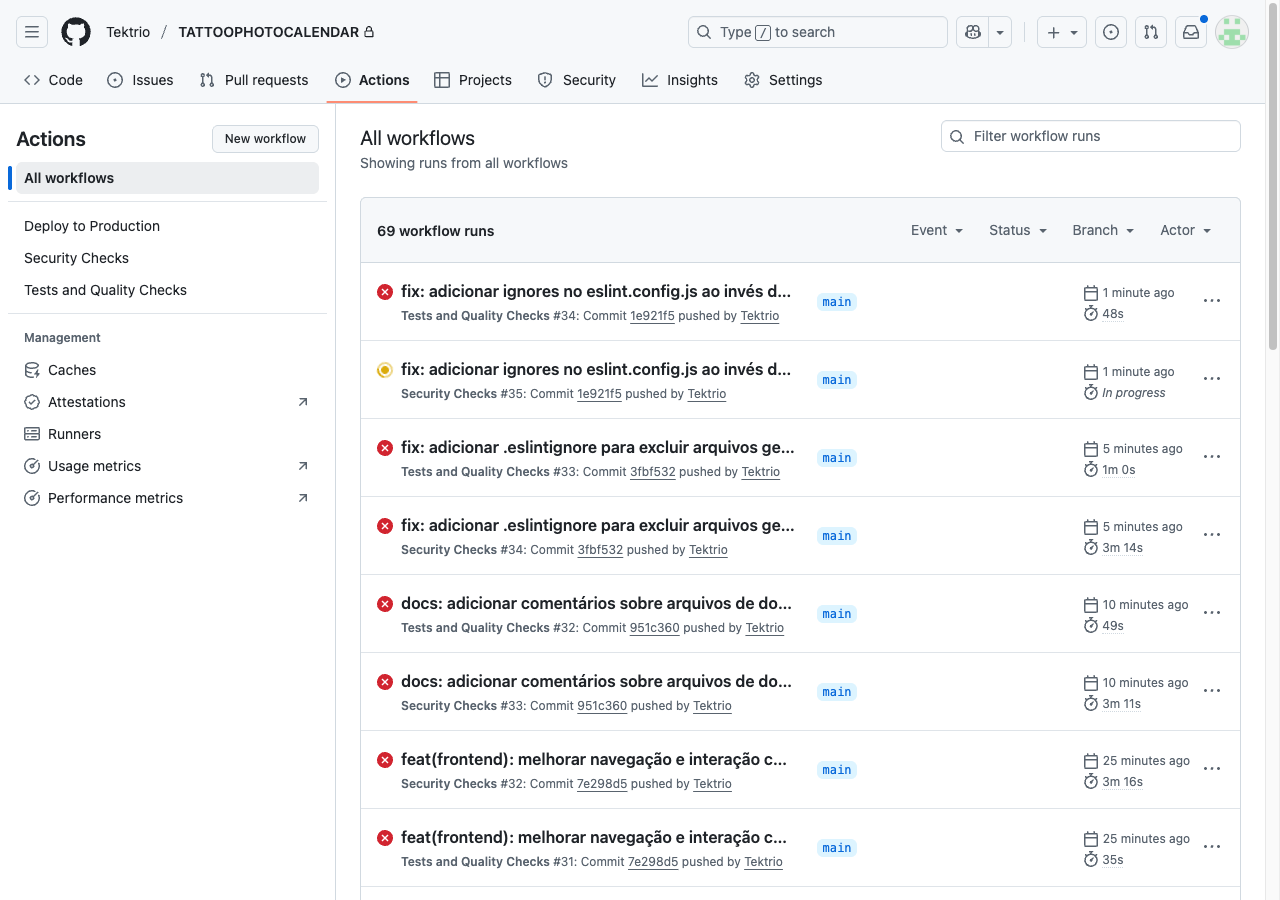 Tektrio / TATTOOPHOTOCALENDAR
Type / to search
Code
Issues
Pull requests
Actions
Projects
Security
Insights
Settings
Actions
New workflow
All workflows
Deploy to Production
Security Checks
Tests and Quality Checks
Management
Caches
Attestations
Runners
Usage metrics
Performance metrics
All workflows
Showing runs from all workflows
Filter workflow runs
69 workflow runs
Event
Status
Branch
Actor
fix: adicionar ignores no eslint.config.js ao invés d...
Tests and Quality Checks #34: Commit 1e921f5 pushed by Tektrio
main
1 minute ago
48s
fix: adicionar ignores no eslint.config.js ao invés d...
Security Checks #35: Commit 1e921f5 pushed by Tektrio
main
1 minute ago
In progress
fix: adicionar .eslintignore para excluir arquivos ge...
Tests and Quality Checks #33: Commit 3fbf532 pushed by Tektrio
main
5 minutes ago
1m 0s
fix: adicionar .eslintignore para excluir arquivos ge...
Security Checks #34: Commit 3fbf532 pushed by Tektrio
main
5 minutes ago
3m 14s
docs: adicionar comentários sobre arquivos de do...
Tests and Quality Checks #32: Commit 951c360 pushed by Tektrio
main
10 minutes ago
49s
docs: adicionar comentários sobre arquivos de do...
Security Checks #33: Commit 951c360 pushed by Tektrio
main
10 minutes ago
3m 11s
feat(frontend): melhorar navegação e interação c...
Security Checks #32: Commit 7e298d5 pushed by Tektrio
main
25 minutes ago
3m 16s
feat(frontend): melhorar navegação e interação c...
Tests and Quality Checks #31: Commit 7e298d5 pushed by Tektrio
main
25 minutes ago
35s